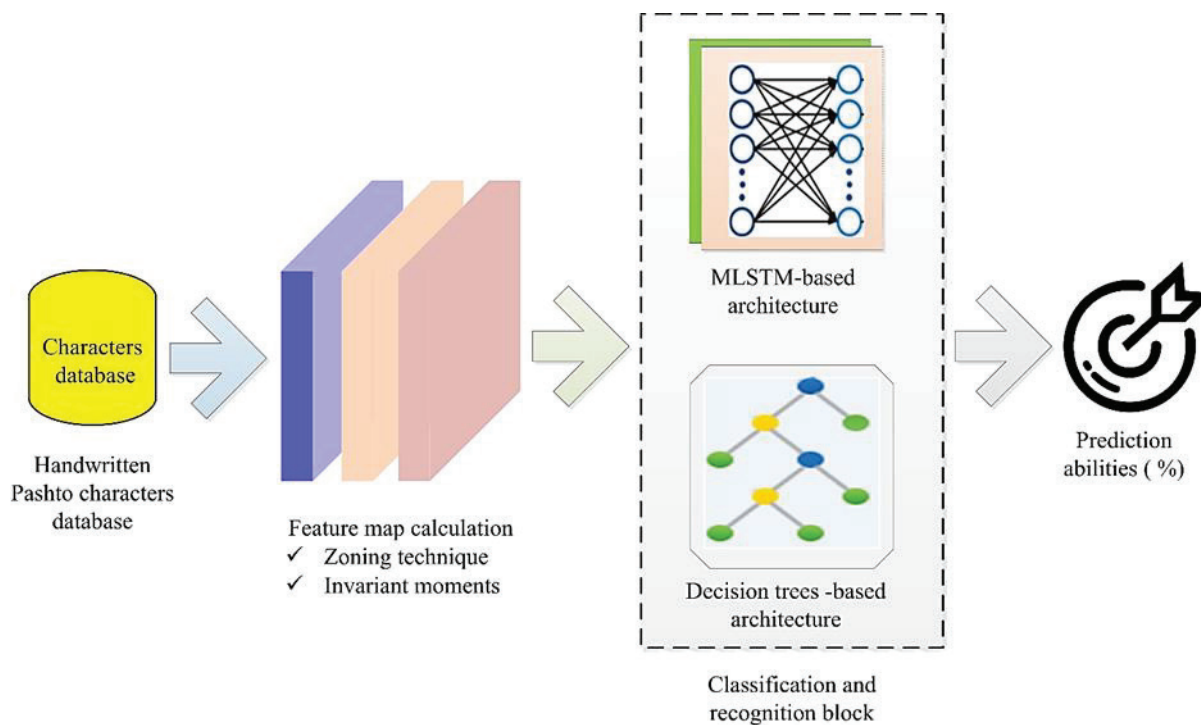 Characters
database
Handwritten
Pashto characters
database
Feature map calculation
✓ Zoning technique
✓ Invariant moments
MLSTM-based
architecture
Decision trees -based
architecture
Classification and
recognition block
Prediction
abilities ( %)